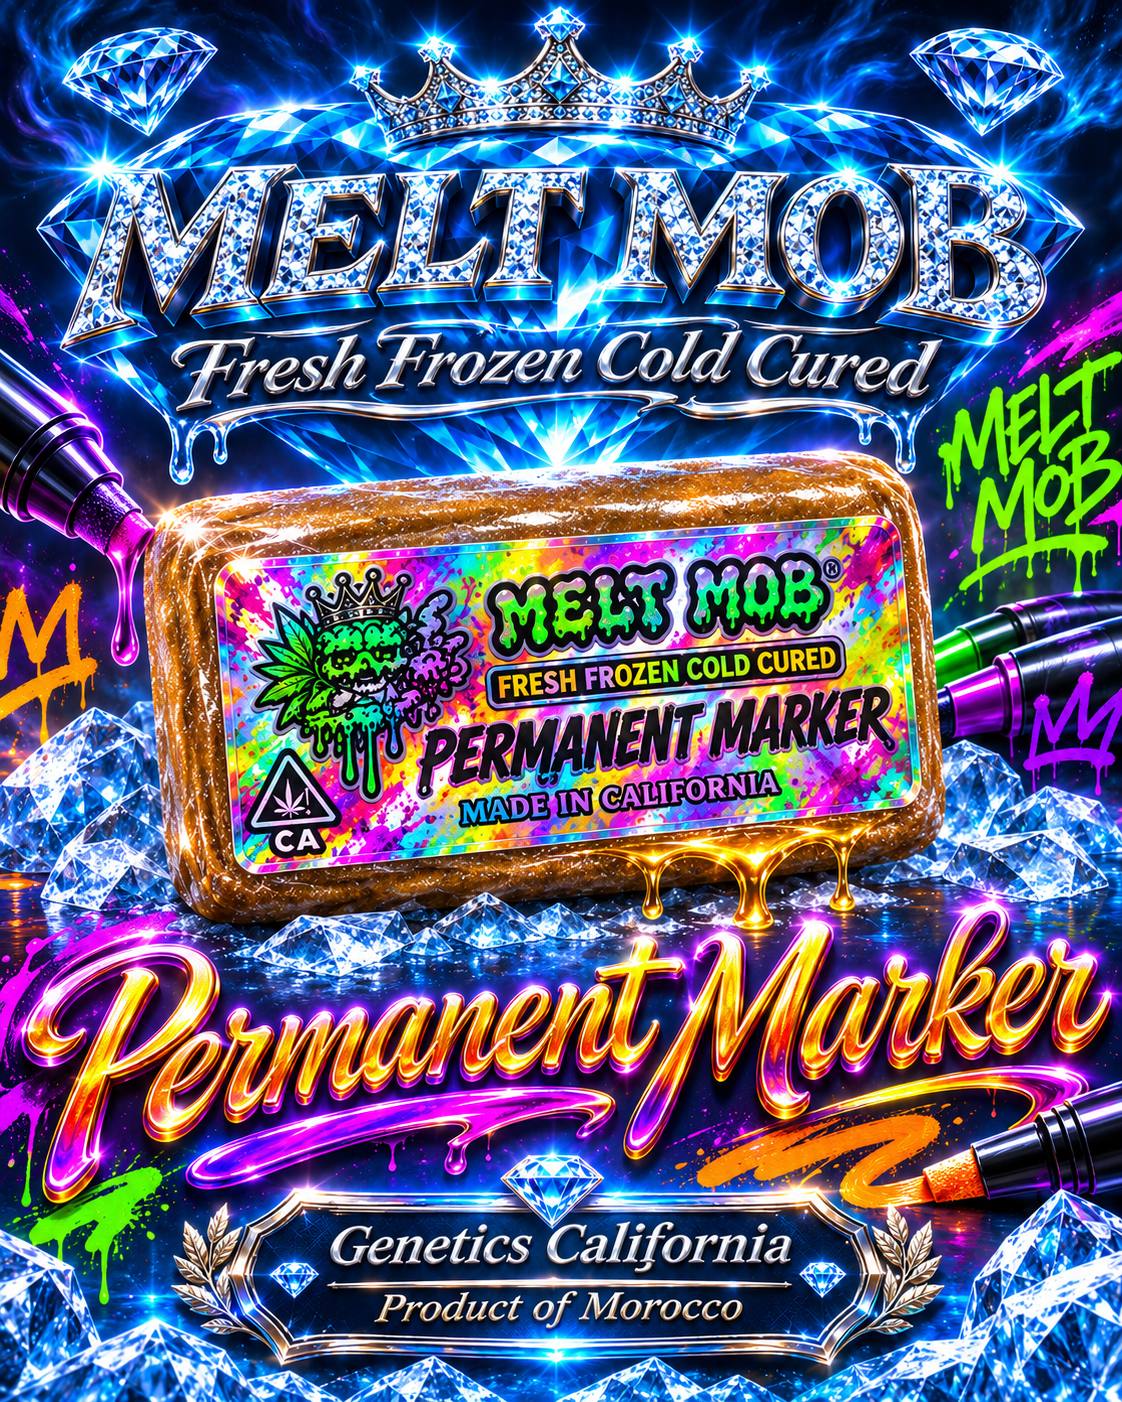 MELT MOB
Fresh Frozen Cold Cured
MELT
MOB
M
MELT MOB®
FRESH FROZEN COLD CURED
PERMANENT MARKER
MADE IN CALIFORNIA
CA
Permanent Marker
Genetics California
Product of Morocco